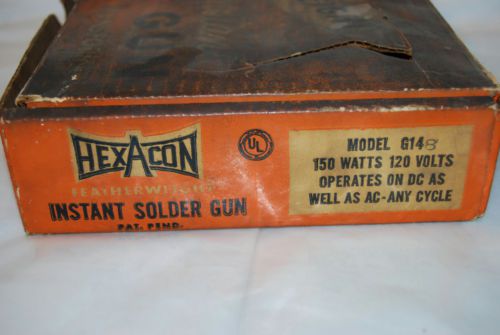 HEXACON
FEATHERWEIGHT
INSTANT SOLDER GUN
PAT. PEND.
UL
MODEL G148
150 WATTS 120 VOLTS
OPERATES ON DC AS
WELL AS AC-ANY CYCLE